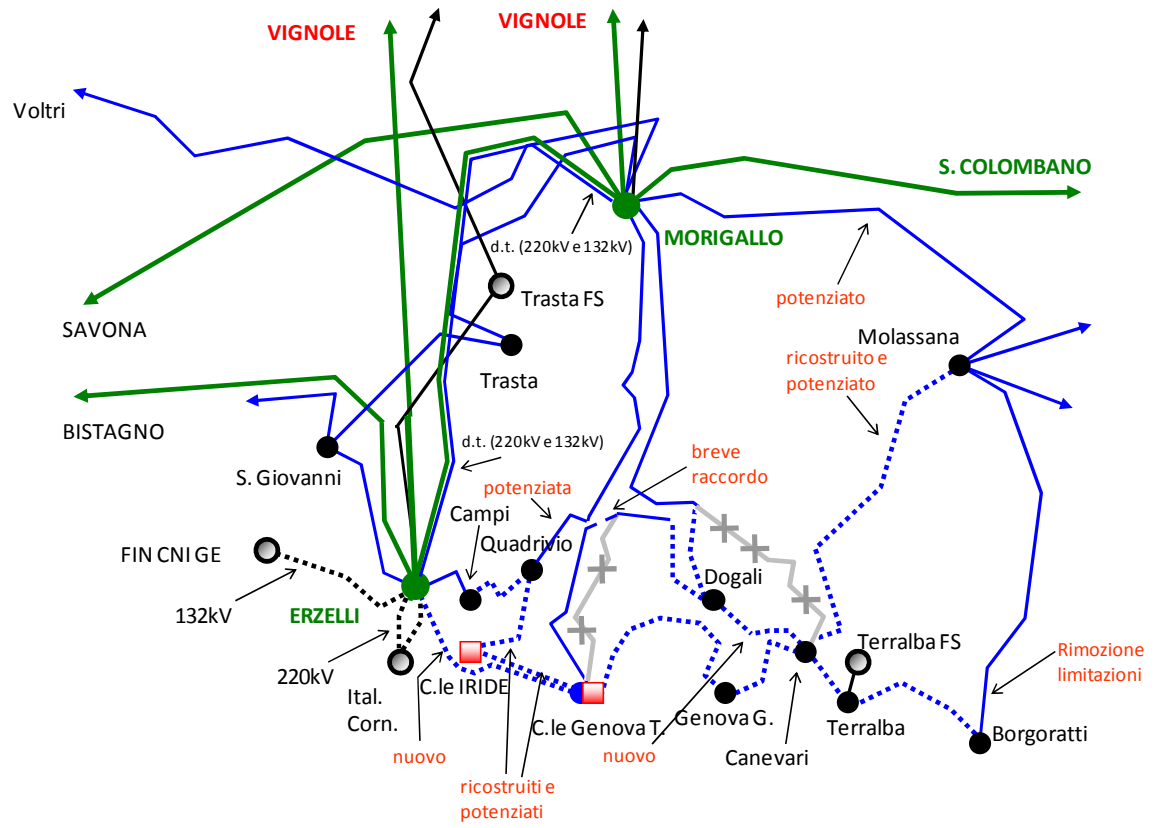 VIGNOLE
VIGNOLE
Voltri
S. COLOMBANO
MORIGALLO
d.t. (220kV e 132kV)
Trasta FS
potenziato
SAVONA
Molassana
ricostruito e
potenziato
Trasta
BISTAGNO
d.t. (220kV e 132kV)
breve
raccordo
S. Giovanni
potenziata
Campi
Quadrivio
FIN CNI GE
Dogali
132kV
ERZELLI
Terralba FS
220kV
Rimozione
limitazioni
Ital.
Corn.
C.le IRIDE
C.le Genova T.
Genova G.
Terralba
Borgoratti
nuovo
nuovo
Canevari
ricostruiti e
potenziati